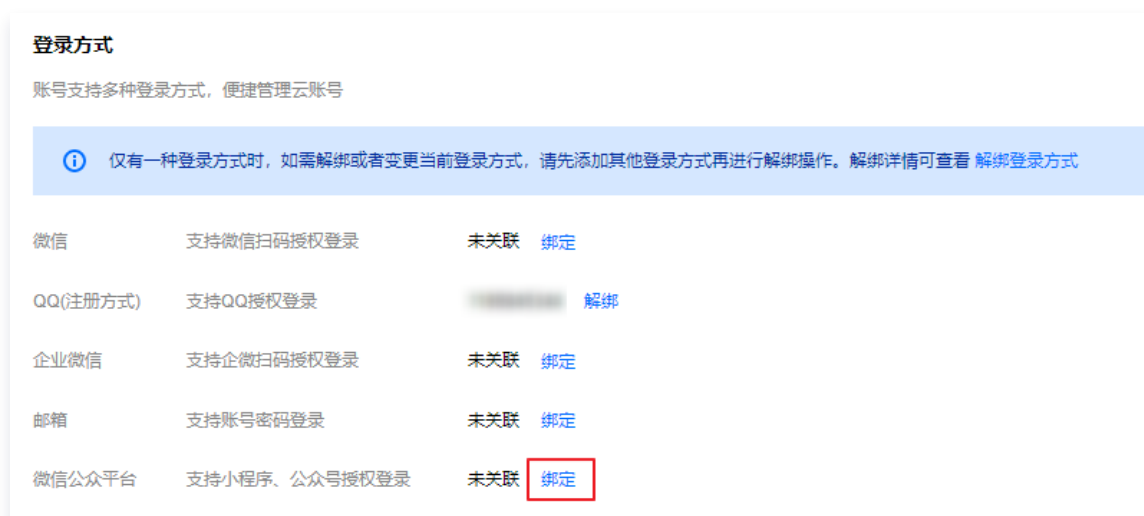 登录方式
账号支持多种登录方式，便捷管理云账号
仅有一种登录方式时，如需解绑或者变更当前登录方式，请先添加其他登录方式再进行解绑操作。解绑详情可查看 解绑登录方式
微信 支持微信扫码授权登录 未关联 绑定
QQ(注册方式) 支持QQ授权登录 解绑
企业微信 支持企微扫码授权登录 未关联 绑定
邮箱 支持账号密码登录 未关联 绑定
微信公众平台 支持小程序、公众号授权登录 未关联 绑定